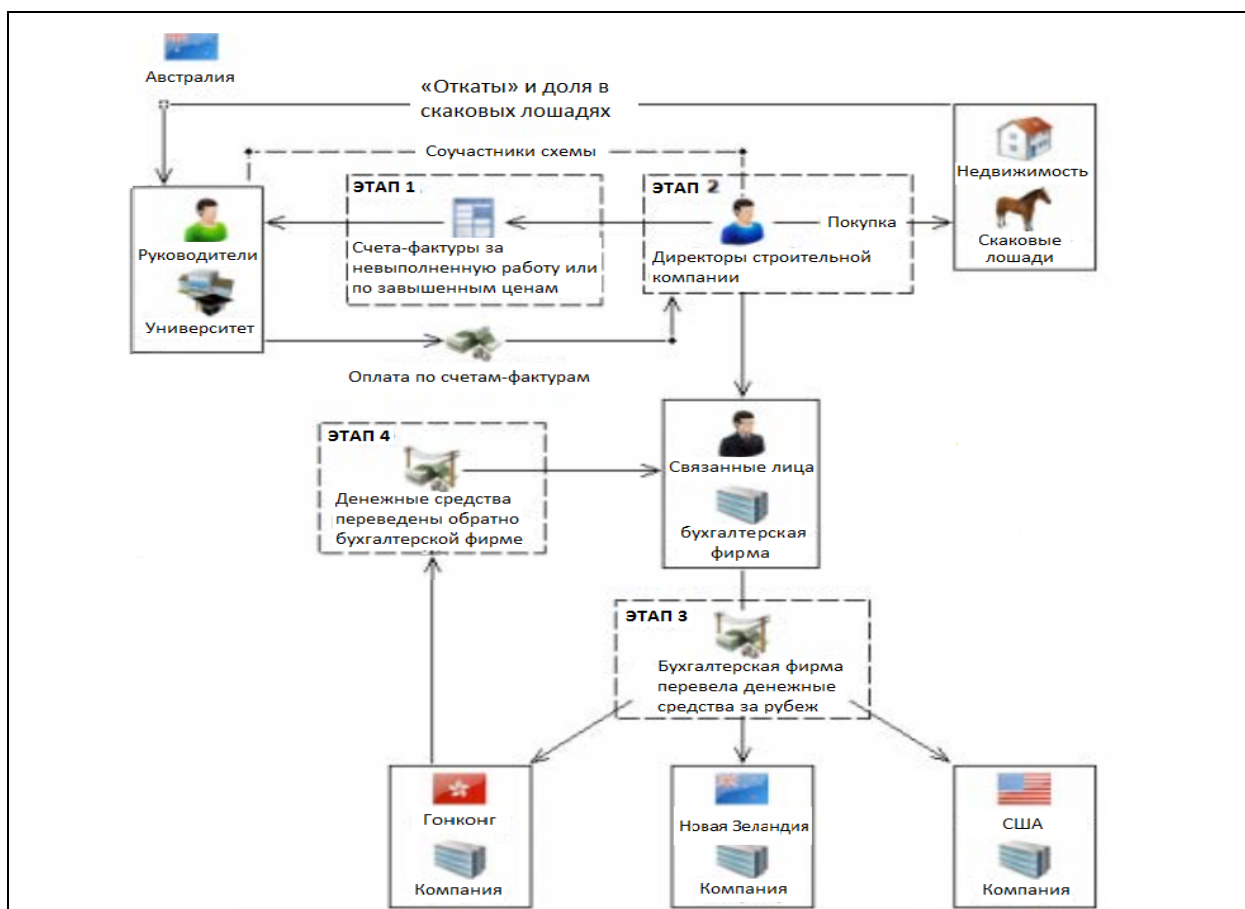 Австралия
«Откаты» и доля в
скаковых лошадях
Соучастники схемы
Руководители
Университет
ЭТАП 1
Счета-фактуры за
невыполненную работу или
по завышенным ценам
ЭТАП 2
Директоры строительной
компании
Покупка
Недвижимость
Скаковые
лошади
Оплата по счетам-фактурам
Связанные лица
бухгалтерская
фирма
ЭТАП 4
Денежные средства
переведены обратно
бухгалтерской фирме
ЭТАП 3
Бухгалтерская фирма
перевела денежные
средства за рубеж
Гонконг
Компания
Новая Зеландия
Компания
США
Компания